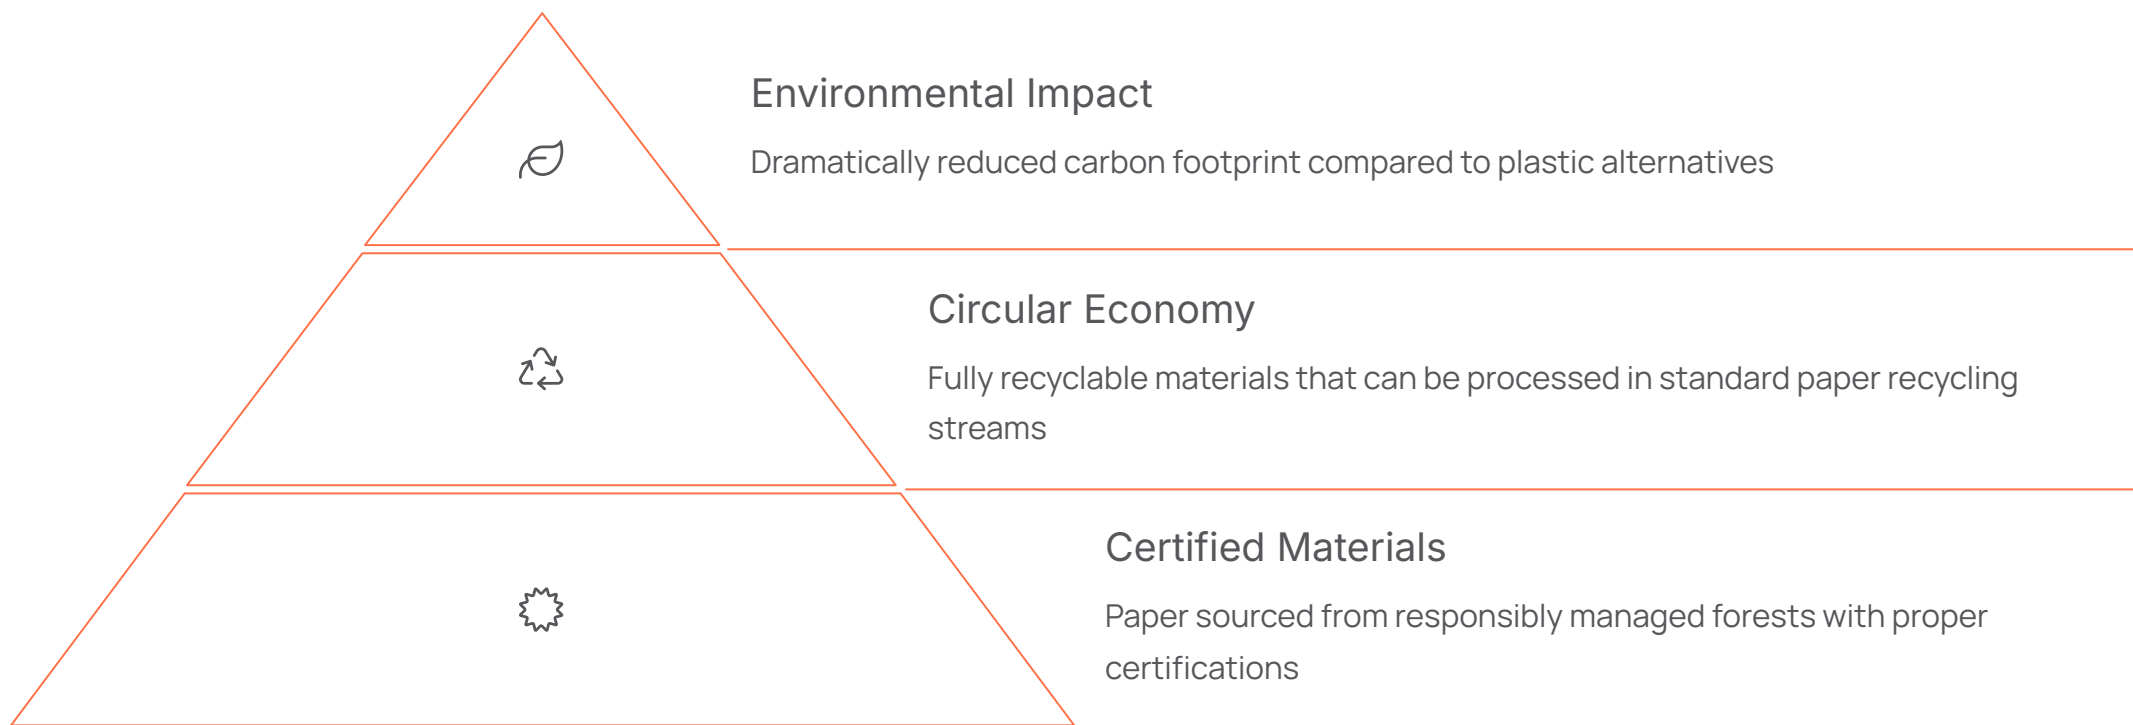 Environmental Impact
Dramatically reduced carbon footprint compared to plastic alternatives
Circular Economy
Fully recyclable materials that can be processed in standard paper recycling
streams
Certified Materials
Paper sourced from responsibly managed forests with proper
certifications